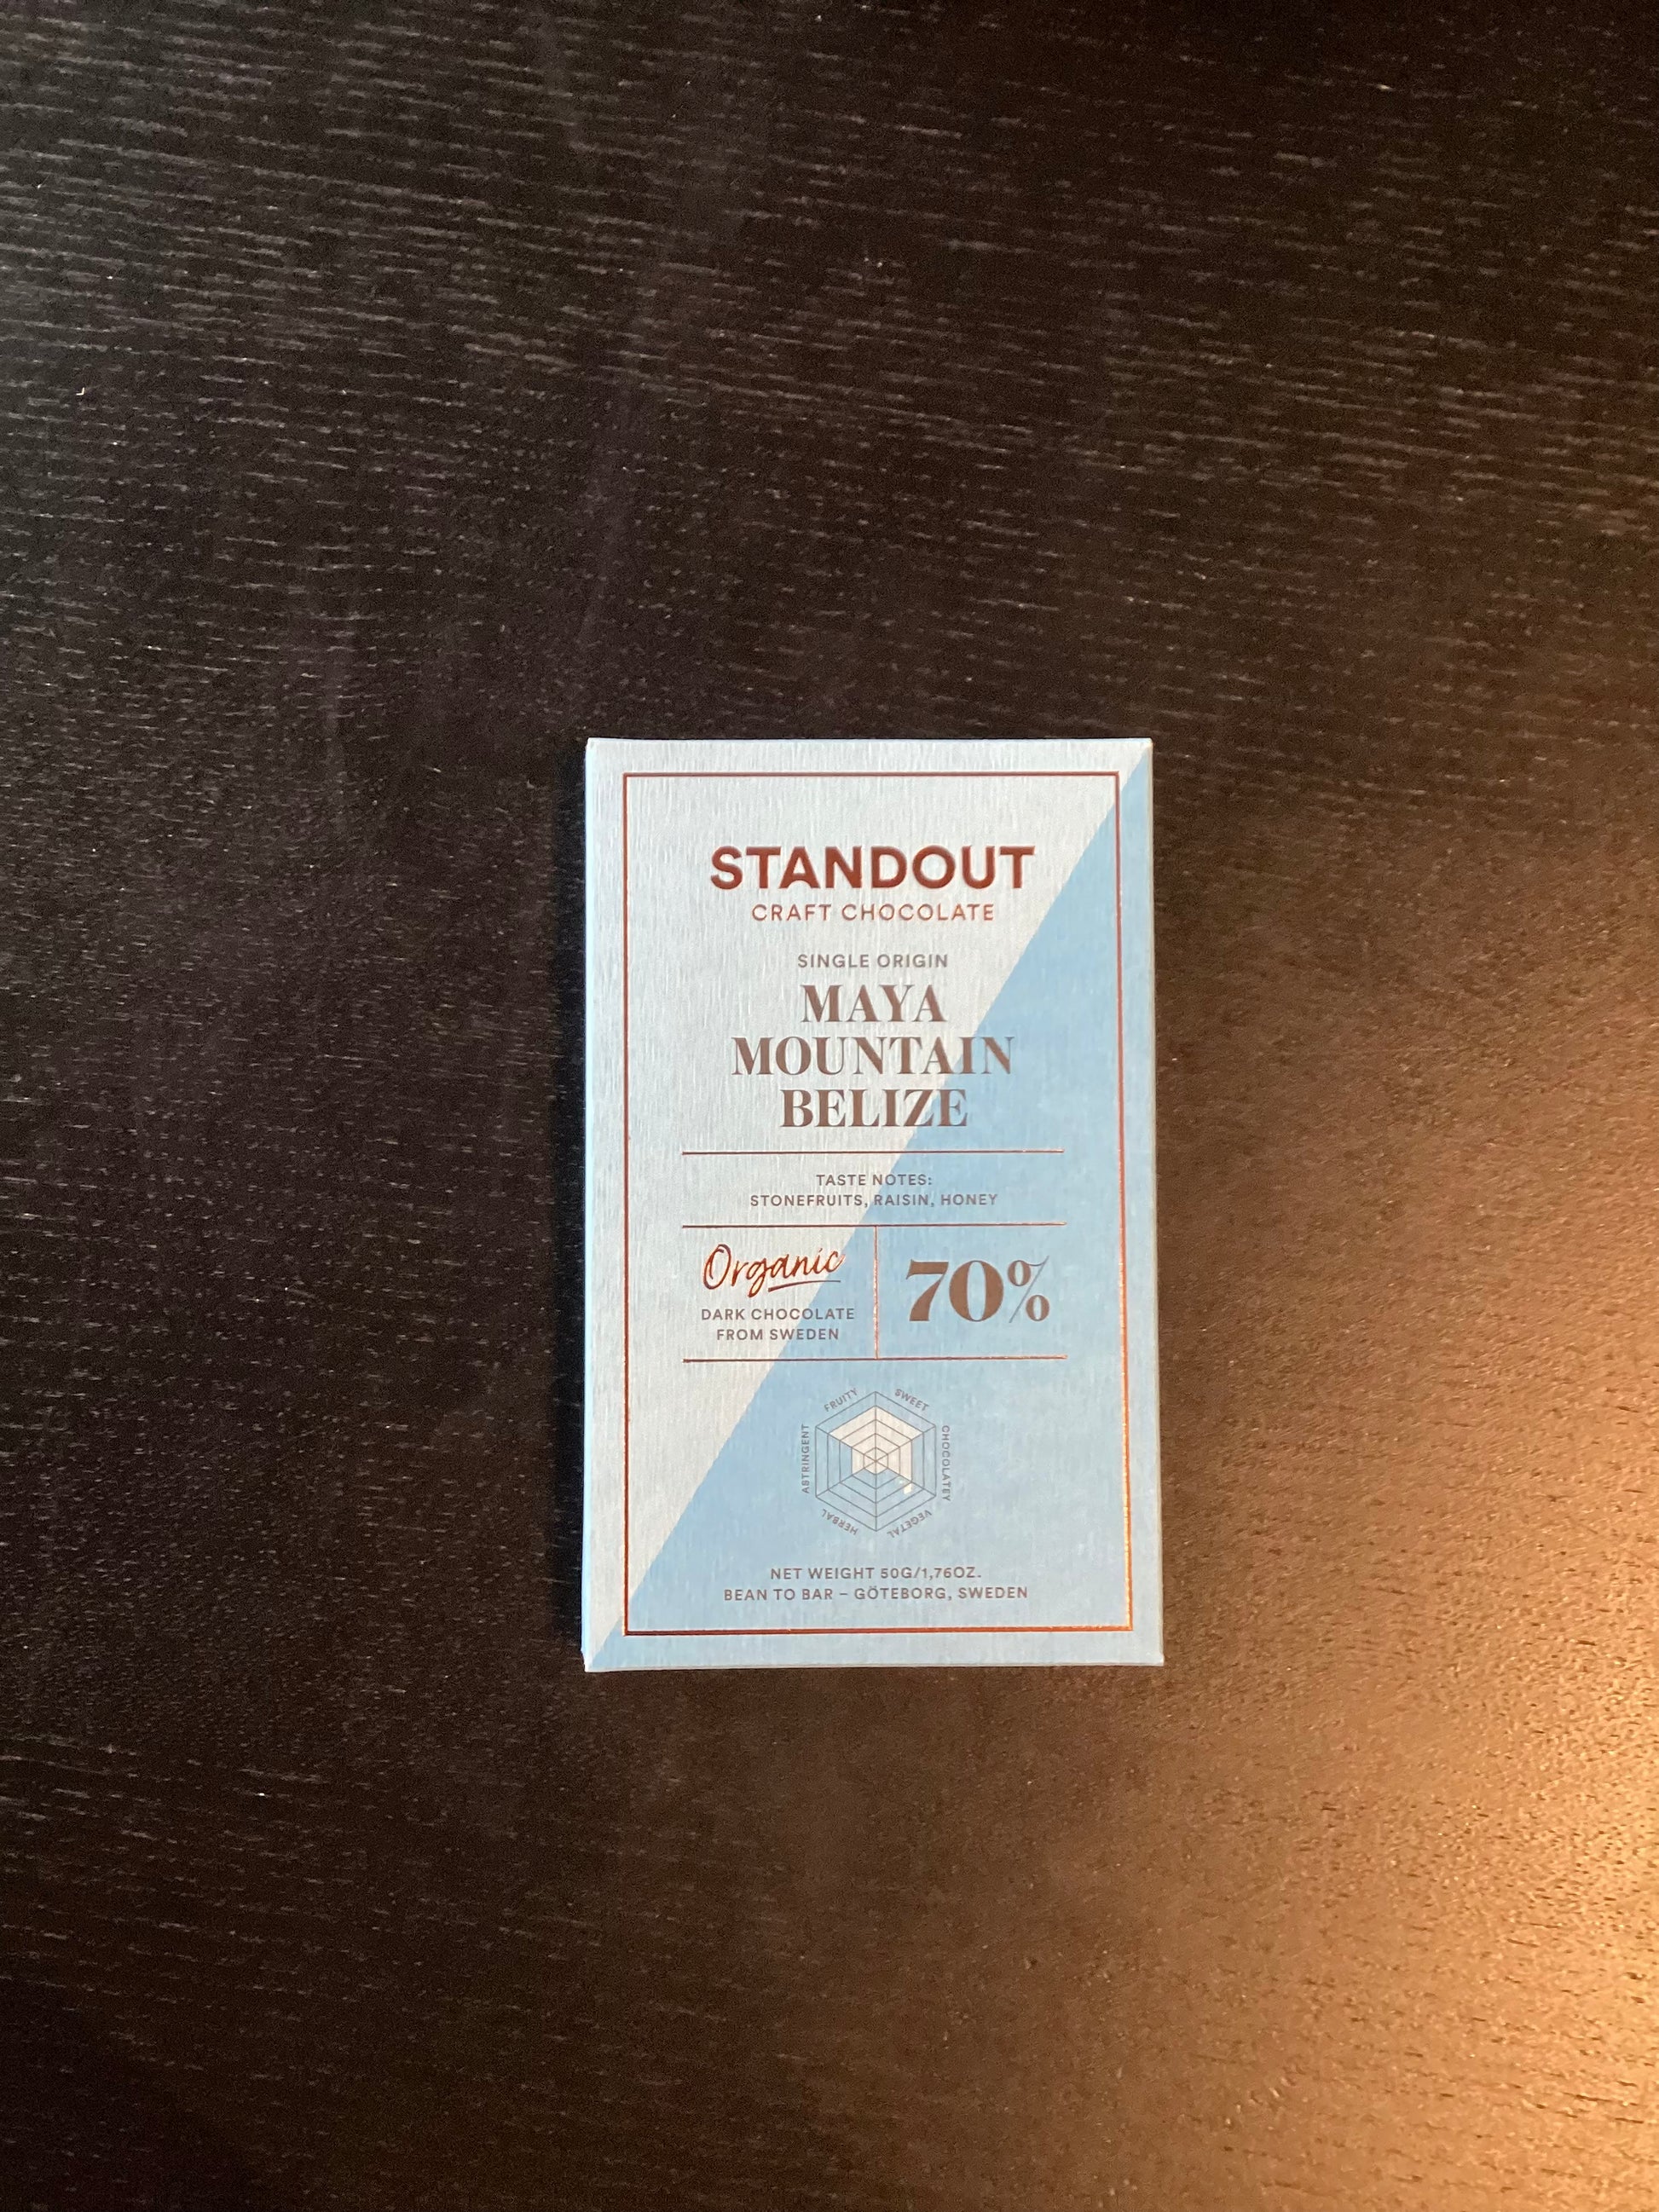 STANDOUT
CRAFT CHOCOLATE
SINGLE ORIGIN
MAYA
MOUNTAIN
BELIZE
TASTE NOTES:
STONEFRUITS, RAISIN, HONEY
Organic
DARK CHOCOLATE
FROM SWEDEN
70%
FRUITY
SWEET
ASTRINGENT
CHOCOLATEY
HERBAL
VEGETAL
NET WEIGHT 50G/1,76OZ.
BEAN TO BAR – GÖTEBORG, SWEDEN